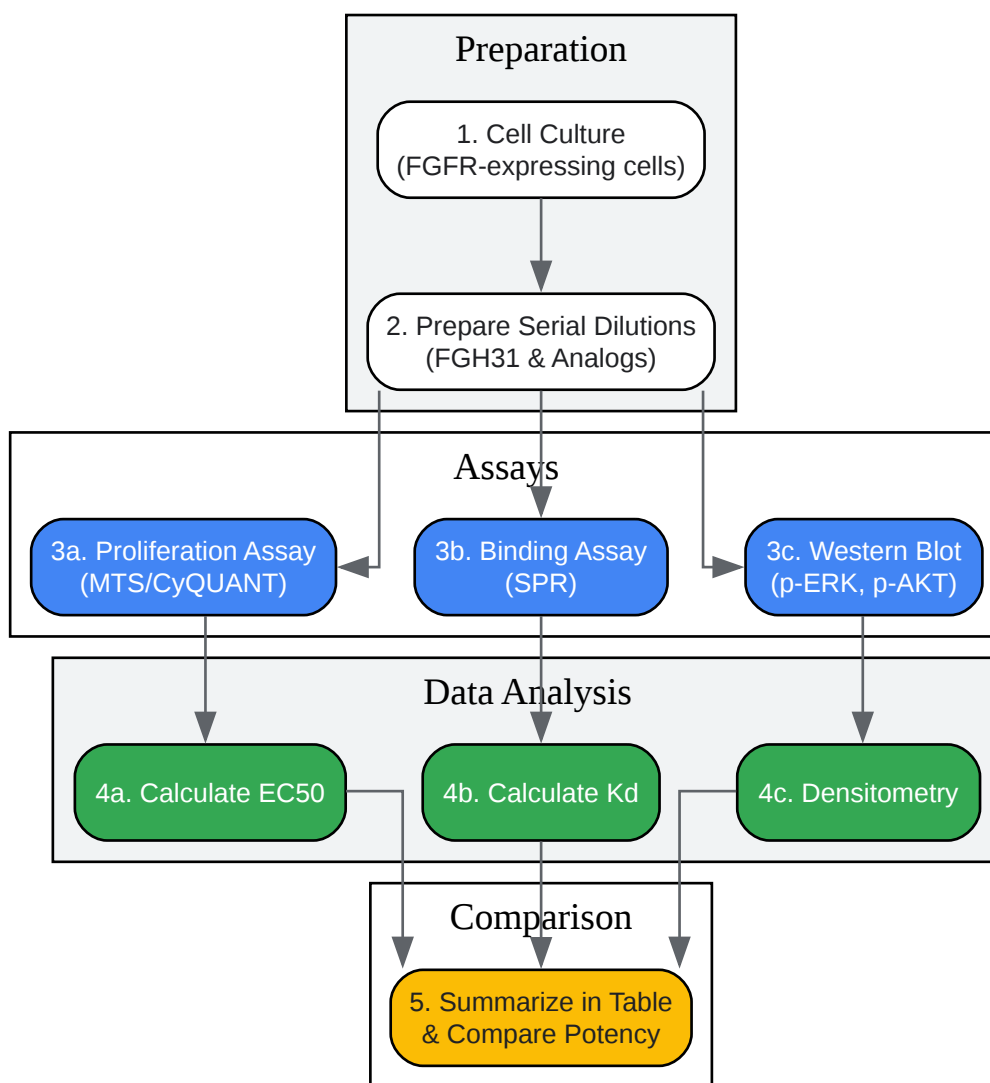 Preparation
1. Cell Culture
(FGFR-expressing cells)
2. Prepare Serial Dilutions
(FGH31 & Analogs)
Assays
3a. Proliferation Assay
(MTS/CyQUANT)
3b. Binding Assay
(SPR)
3c. Western Blot
(p-ERK, p-AKT)
Data Analysis
4a. Calculate EC50
4b. Calculate Kd
4c. Densitometry
Comparison
5. Summarize in Table
& Compare Potency